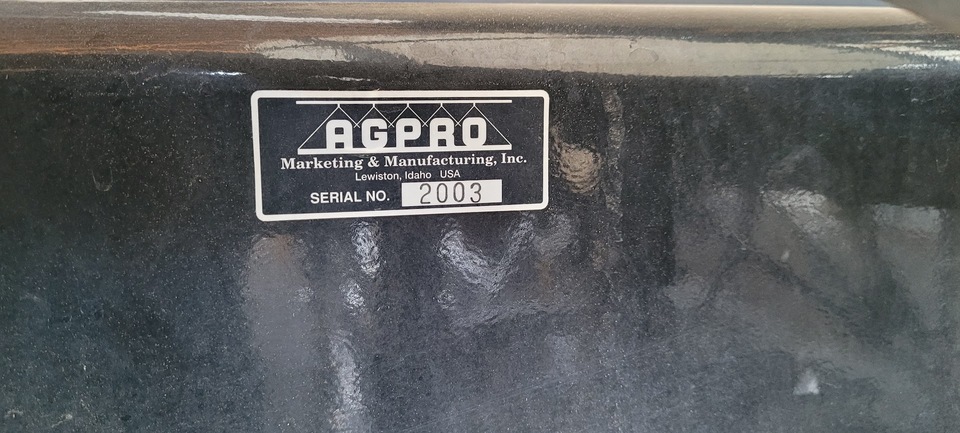 AGPRO
Marketing & Manufacturing, Inc.
Lewiston, Idaho USA
SERIAL NO. 2003